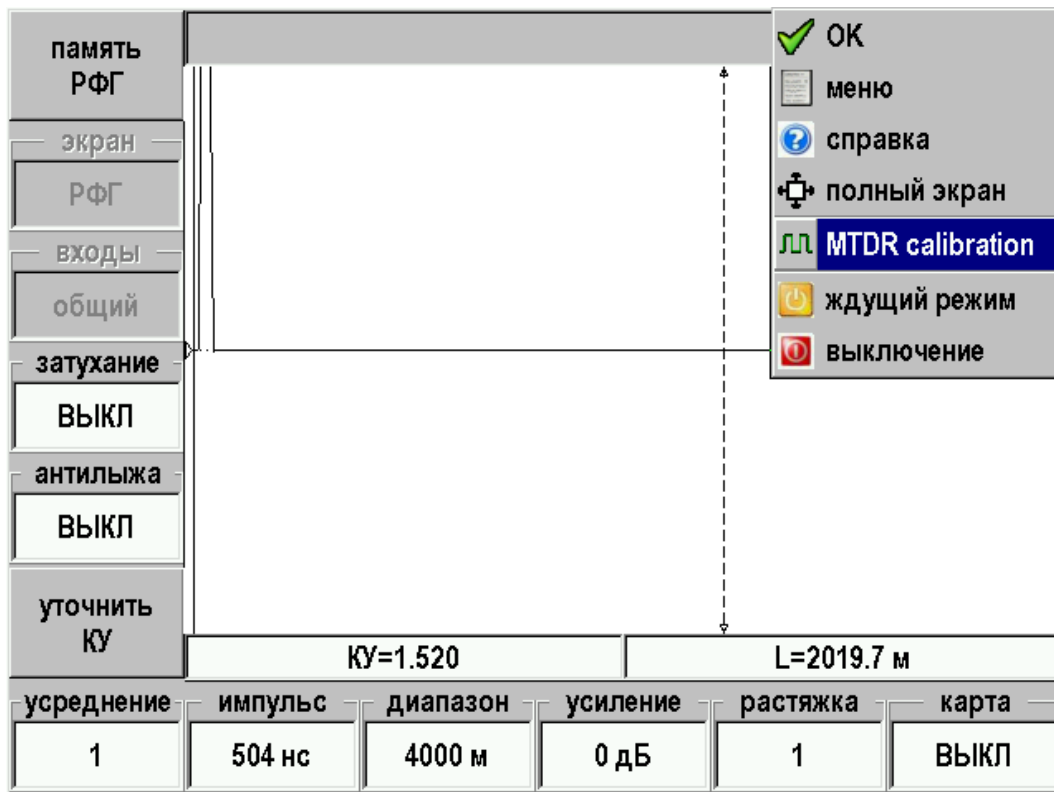 память
РФГ
экран
РФГ
входы
общий
затухание
ВЫКЛ
антилыжа
ВЫКЛ
уточнить
КУ
OK
меню
справка
полный экран
MTDR calibration
ждущий режим
выключение
КУ=1.520
L=2019.7 м
усреднение
1
импульс
504 нс
диапазон
4000 м
усиление
0 дБ
растяжка
1
карта
ВЫКЛ